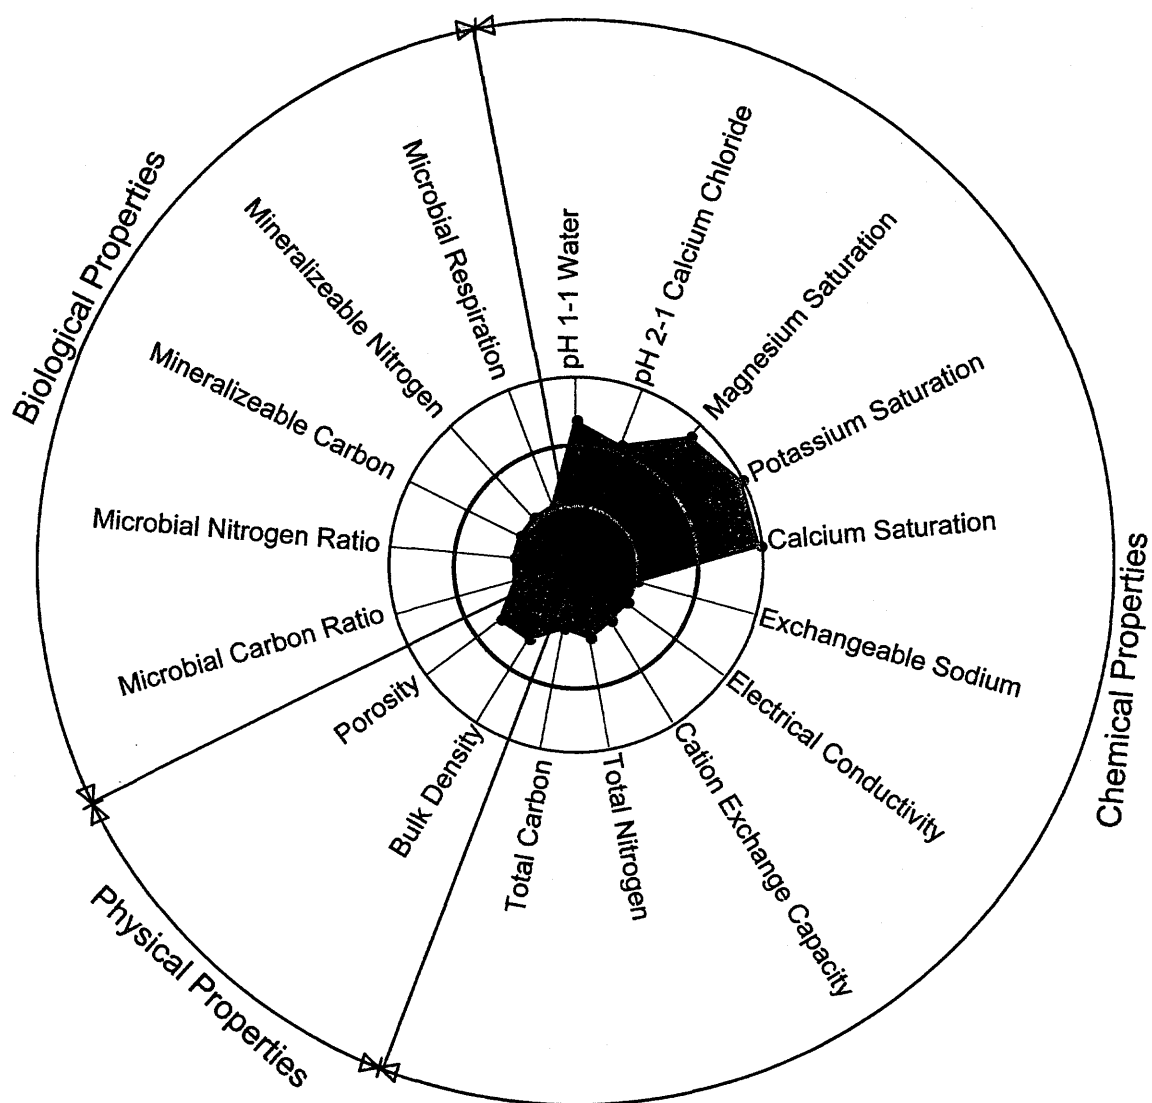 Biological Properties
Chemical Properties
Physical Properties
pH 1-1 Water
pH 2-1 Calcium Chloride
Magnesium Saturation
Potassium Saturation
Calcium Saturation
Exchangeable Sodium
Electrical Conductivity
Cation Exchange Capacity
Total Nitrogen
Total Carbon
Bulk Density
Porosity
Microbial Carbon Ratio
Microbial Nitrogen Ratio
Mineralizeable Carbon
Mineralizeable Nitrogen
Microbial Respiration